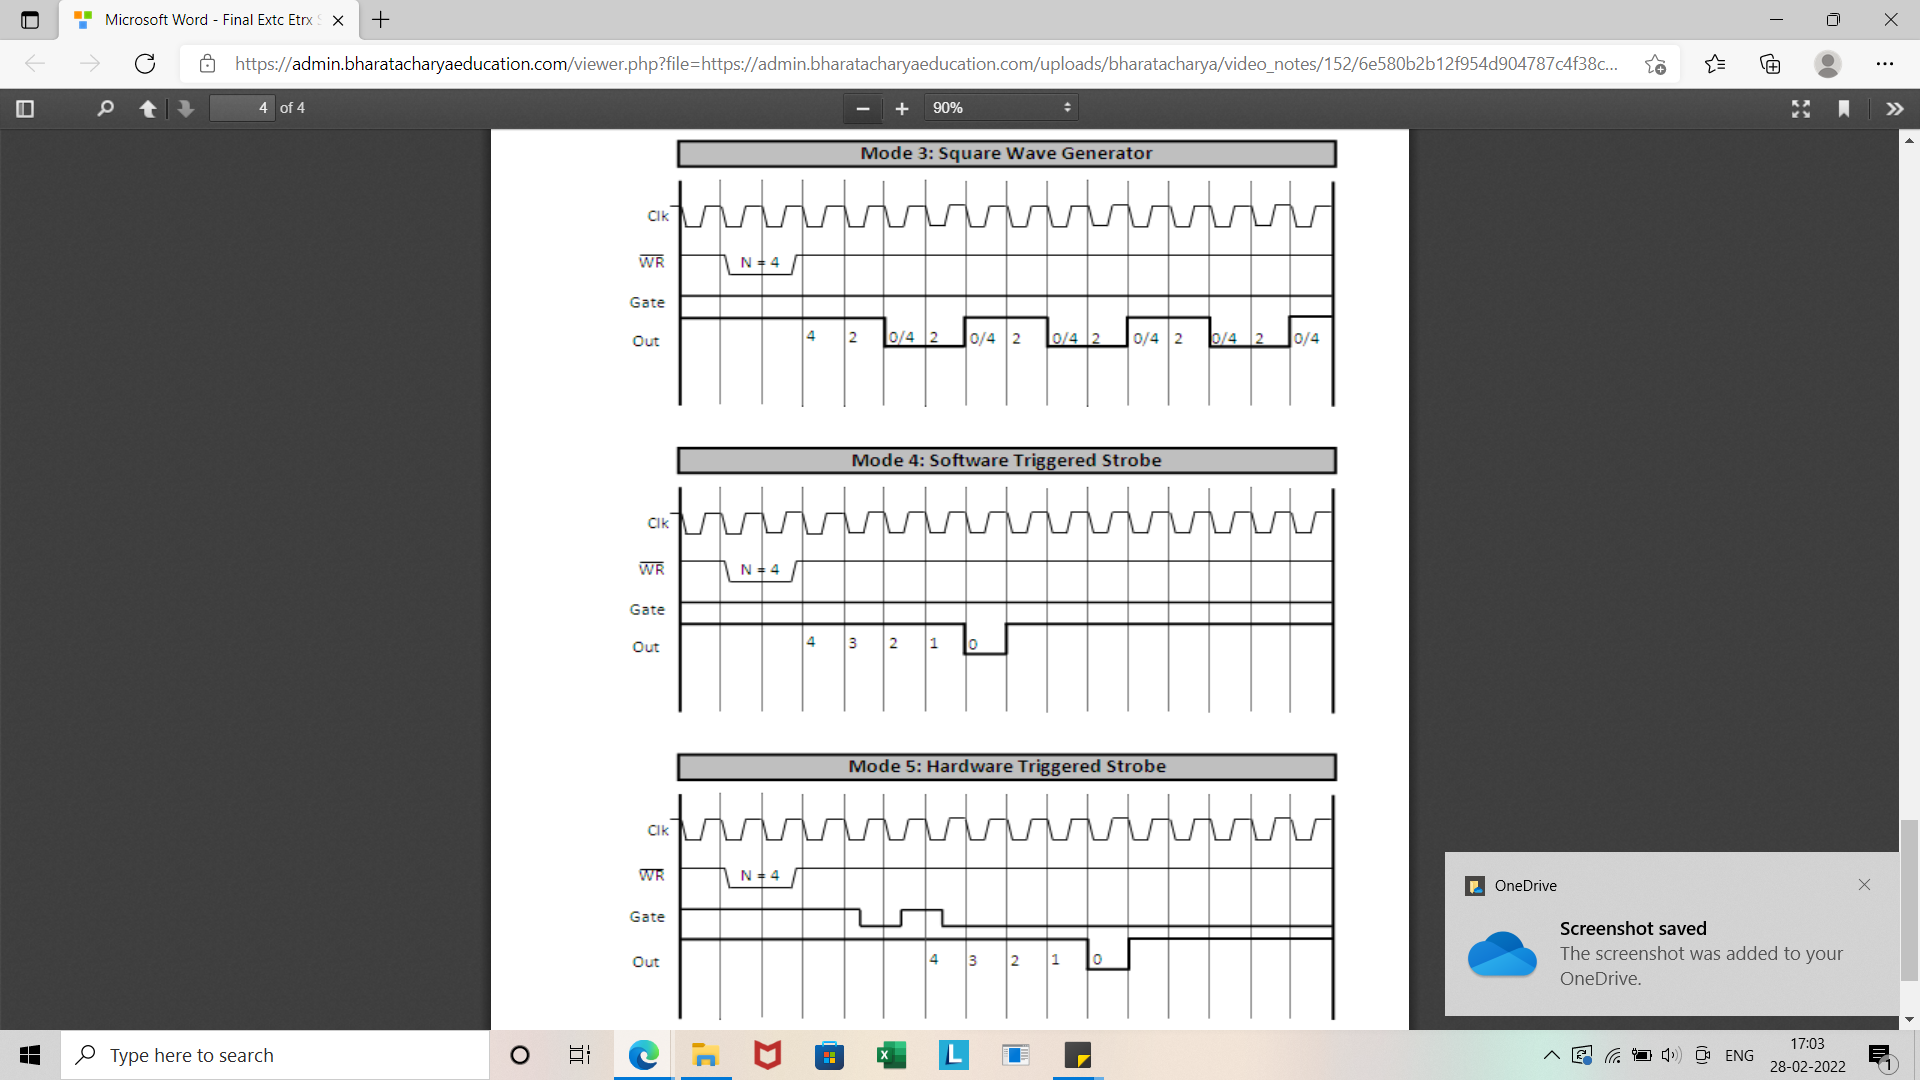 Microsoft Word - Final Extc Etrx S
https://admin.bharatacharyaeducation.com/viewer.php?file=https://admin.bharatacharyaeducation.com/uploads/bharatacharya/video_notes/152/6e580b2b12f954d904787c4f38c...
4 of 4
90%
Mode 3: Square Wave Generator
Clk
WR N = 4
Gate
Out 4 2 0/4 2 0/4 2 0/4 2 0/4 2 0/4 2 0/4
Mode 4: Software Triggered Strobe
Clk
WR N = 4
Gate
Out 4 3 2 1 0
Mode 5: Hardware Triggered Strobe
Clk
WR N = 4
Gate
Out 4 3 2 1 0
OneDrive
Screenshot saved
The screenshot was added to your
OneDrive.
Type here to search
L
ENG
17:03
28-02-2022
1